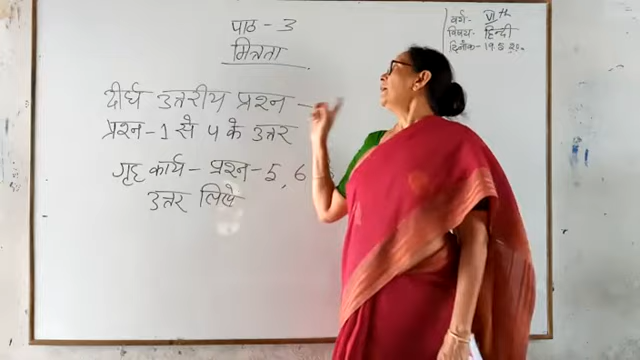 पाठ - 3
मित्रता
वर्ग - VIth
विषय - हिन्दी
दिनाँक - 19.5.20
दीर्घ उत्तरीय प्रश्न -
प्रश्न - 1 से 4 के उत्तर
गृह कार्य - प्रश्न - 5, 6
उत्तर लिखे